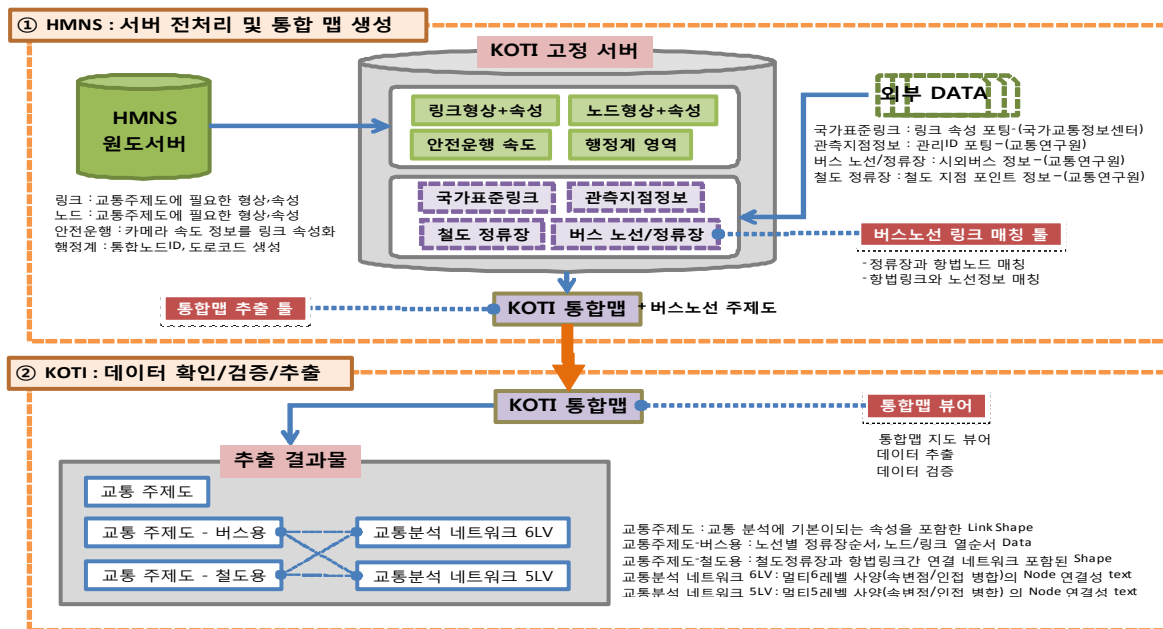 ① HMNS : 서버 전처리 및 통합 맵 생성
KOTI 고정 서버
HMNS
원도서버
링크형상+속성
노드형상+속성
안전운행 속도
행정계 영역
외부 DATA
국가표준링크 : 링크 속성 포팅-(국가교통정보센터)
관측지점정보 : 관리ID 포팅–(교통연구원)
버스 노선/정류장 : 시외버스 정보–(교통연구원)
철도 정류장 : 철도 지점 포인트 정보–(교통연구원)
링크 : 교통주제도에 필요한 형상,속성
노드 : 교통주제도에 필요한 형상,속성
안전운행 : 카메라 속도 정보를 링크 속성화
행정계 : 통합노드ID, 도로코드 생성
국가표준링크
관측지점정보
철도 정류장
버스 노선/정류장
버스노선 링크 매칭 툴
-정류장과 항법노드 매칭
-항법링크와 노선정보 매칭
통합맵 추출 툴
KOTI 통합맵
+ 버스노선 주제도
② KOTI : 데이터 확인/검증/추출
KOTI 통합맵
통합맵 뷰어
통합맵 지도 뷰어
데이터 추출
데이터 검증
추출 결과물
교통 주제도
교통 주제도 - 버스용
교통분석 네트워크 6LV
교통 주제도 - 철도용
교통분석 네트워크 5LV
교통주제도 : 교통 분석에 기본이되는 속성을 포함한 Link Shape
교통주제도-버스용 : 노선별 정류장순서, 노드/링크 열순서 Data
교통주제도-철도용 : 철도정류장과 항법링크간 연결 네트워크 포함된 Shape
교통분석 네트워크 6LV : 멀티6레벨 사양(속변점/인접 병합)의 Node 연결성 text
교통분석 네트워크 5LV : 멀티5레벨 사양(속변점/인접 병합) 의 Node 연결성 text